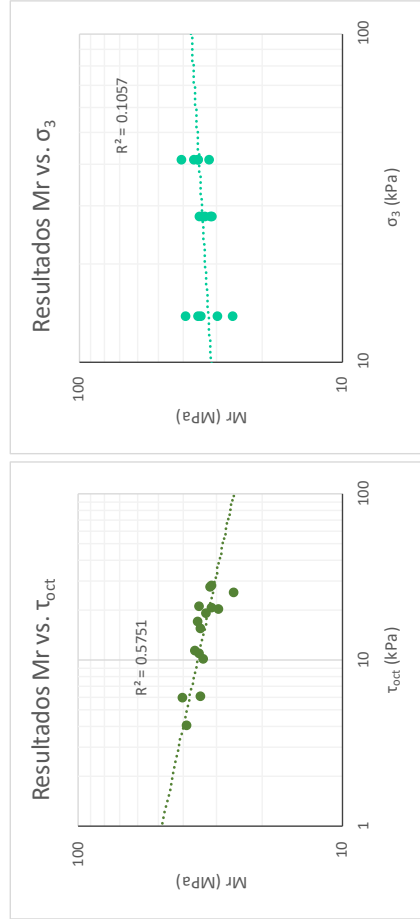 Resultados Mr vs. τoct
100
R² = 0.5751
Mr (MPa)
10
1
10
100
τoct (kPa)
Resultados Mr vs. σ3
100
R² = 0.1057
Mr (MPa)
10
10
100
σ3 (kPa)